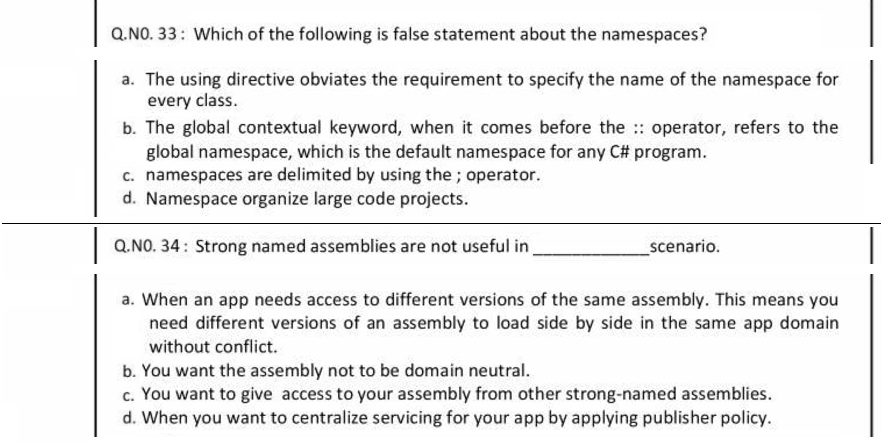 Q.N0. 33 : Which of the following is false statement about the namespaces?
a. The using directive obviates the requirement to specify the name of the namespace for
every class.
b. The global contextual keyword, when it comes before the :: operator, refers to the
global namespace, which is the default namespace for any C# program.
c. namespaces are delimited by using the ; operator.
d. Namespace organize large code projects.
Q.N0. 34 : Strong named assemblies are not useful in _____________scenario.
a. When an app needs access to different versions of the same assembly. This means you
need different versions of an assembly to load side by side in the same app domain
without conflict.
b. You want the assembly not to be domain neutral.
c. You want to give access to your assembly from other strong-named assemblies.
d. When you want to centralize servicing for your app by applying publisher policy.